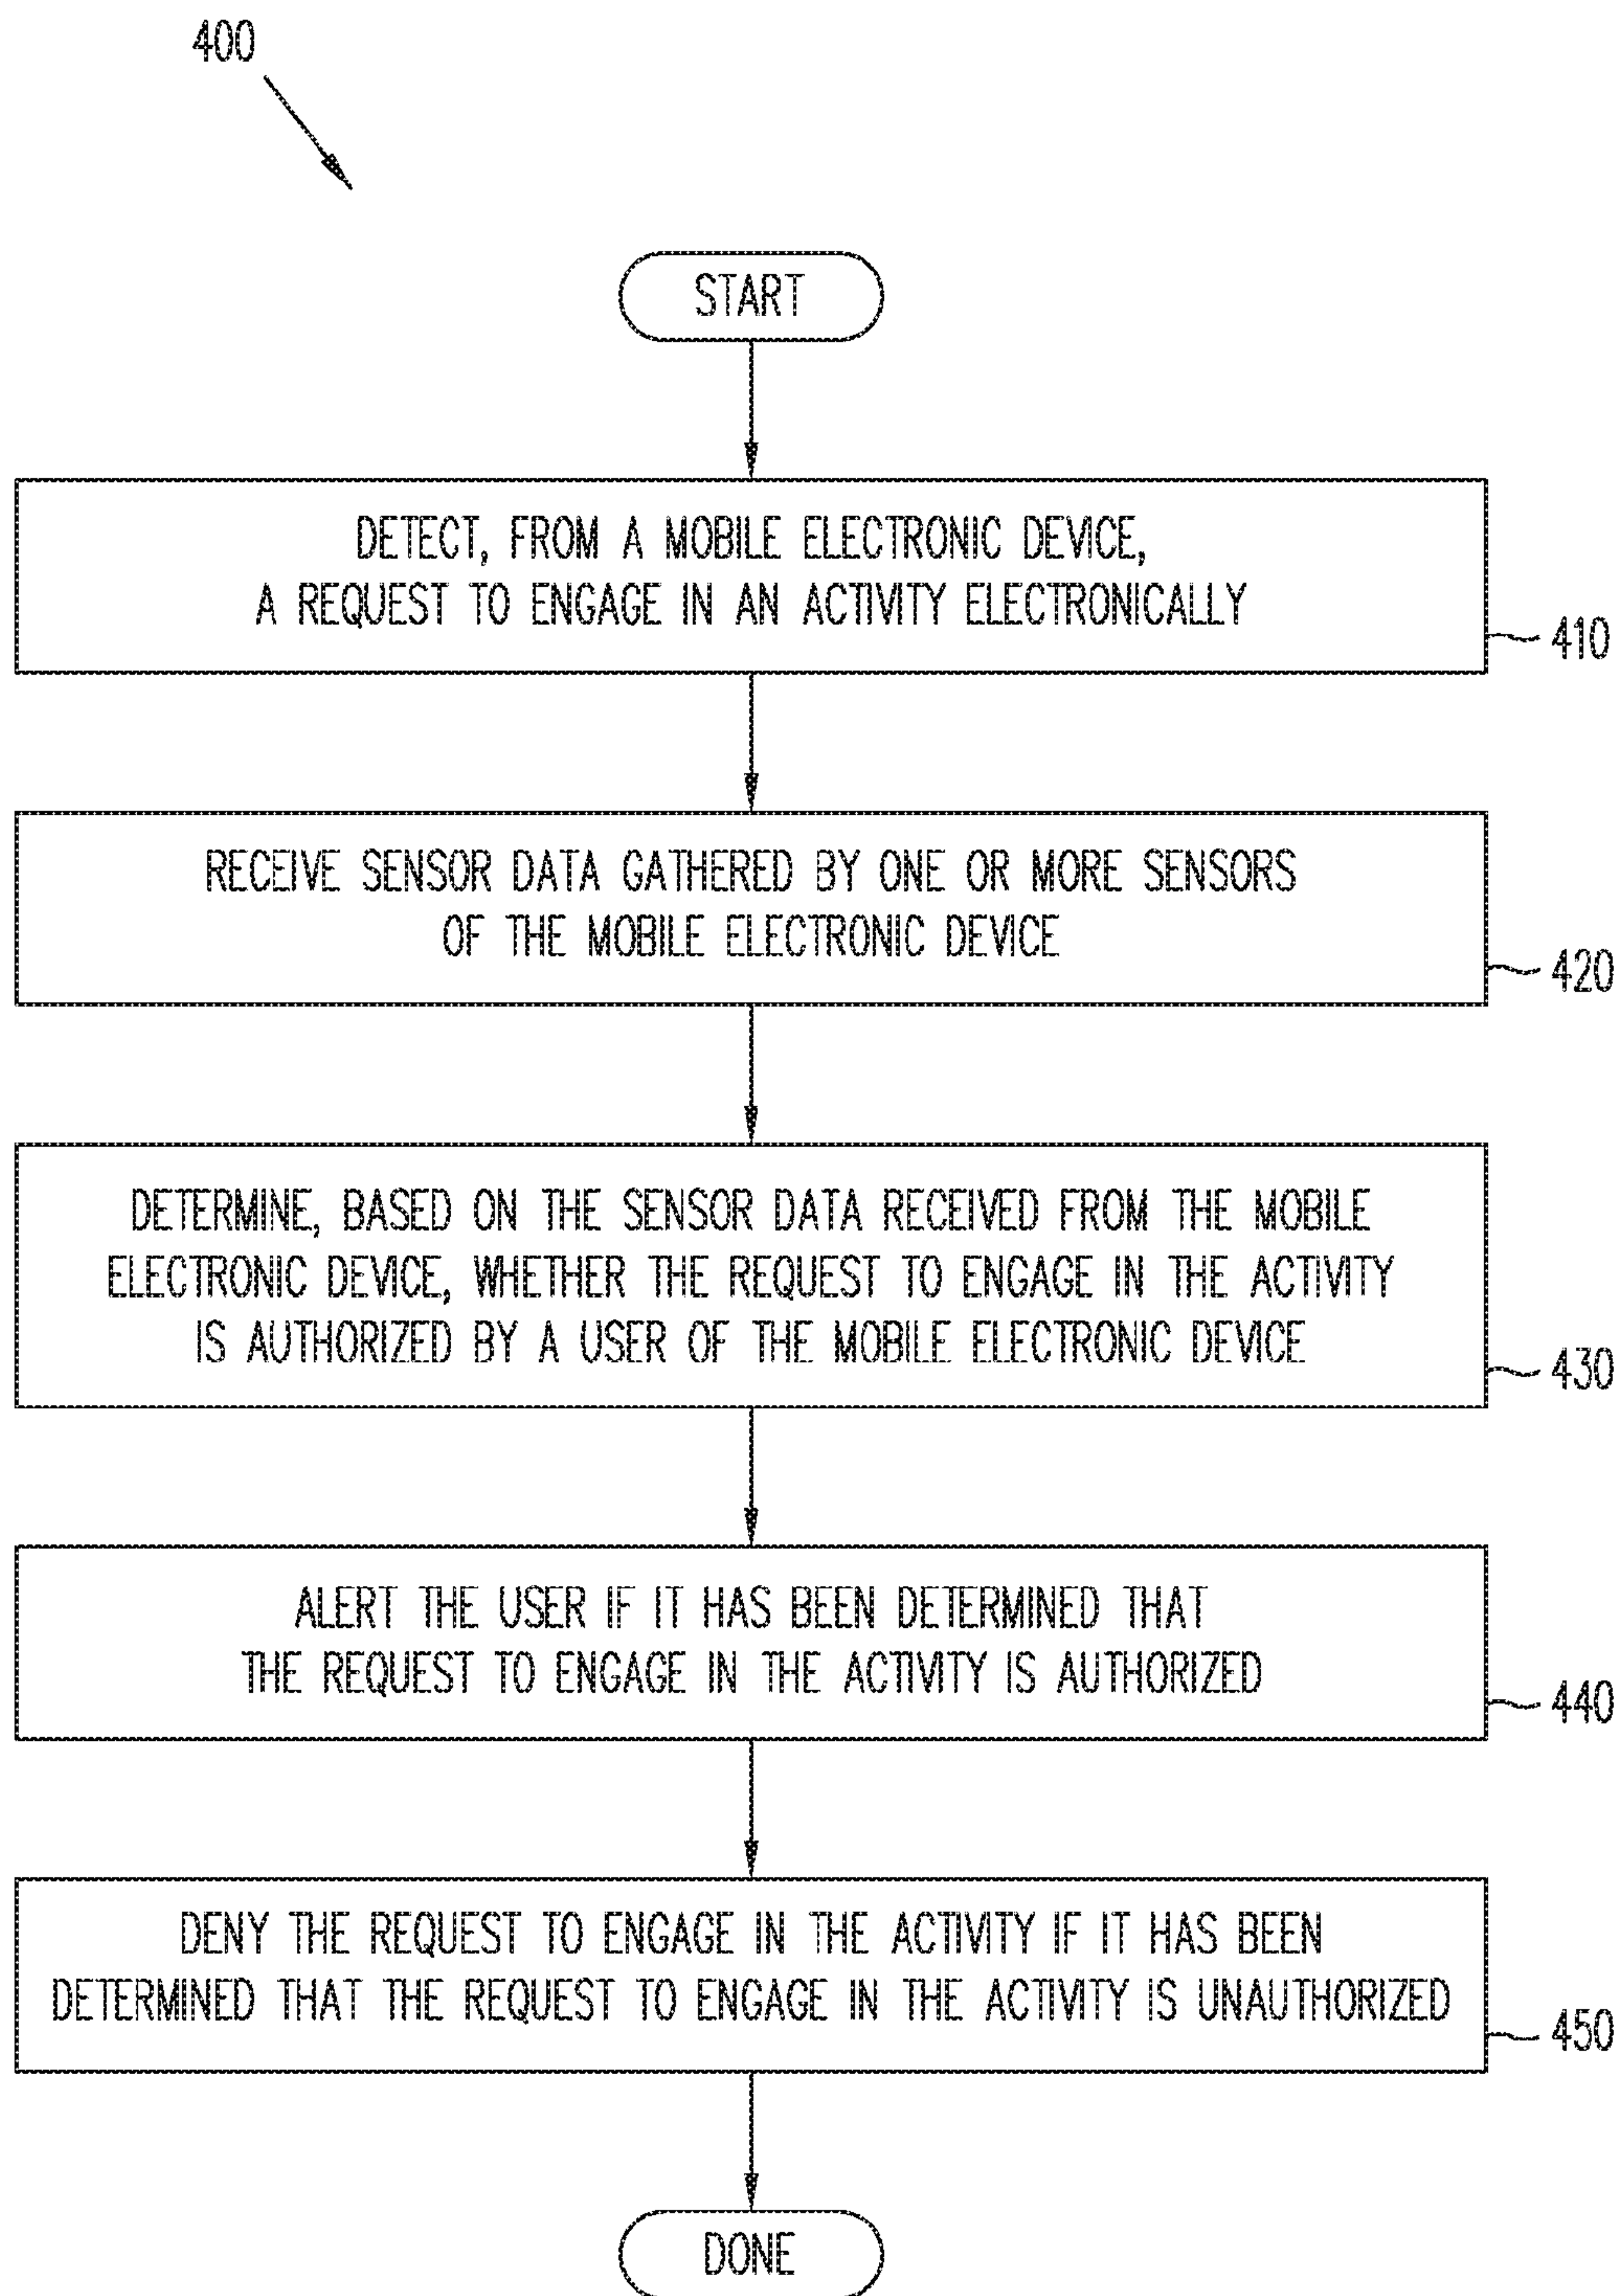 400
START
DETECT, FROM A MOBILE ELECTRONIC DEVICE,
A REQUEST TO ENGAGE IN AN ACTIVITY ELECTRONICALLY
410
RECEIVE SENSOR DATA GATHERED BY ONE OR MORE SENSORS
OF THE MOBILE ELECTRONIC DEVICE
420
DETERMINE, BASED ON THE SENSOR DATA RECEIVED FROM THE MOBILE
ELECTRONIC DEVICE, WHETHER THE REQUEST TO ENGAGE IN THE ACTIVITY
IS AUTHORIZED BY A USER OF THE MOBILE ELECTRONIC DEVICE
430
ALERT THE USER IF IT HAS BEEN DETERMINED THAT
THE REQUEST TO ENGAGE IN THE ACTIVITY IS AUTHORIZED
440
DENY THE REQUEST TO ENGAGE IN THE ACTIVITY IF IT HAS BEEN
DETERMINED THAT THE REQUEST TO ENGAGE IN THE ACTIVITY IS UNAUTHORIZED
450
DONE